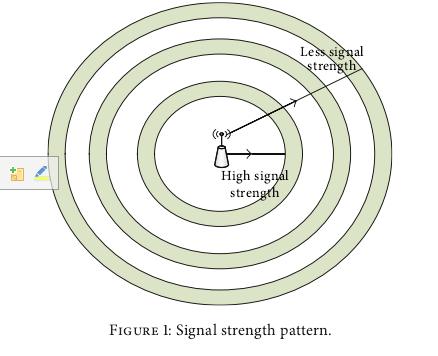 Less signal
strength
High signal
strength
Figure 1: Signal strength pattern.